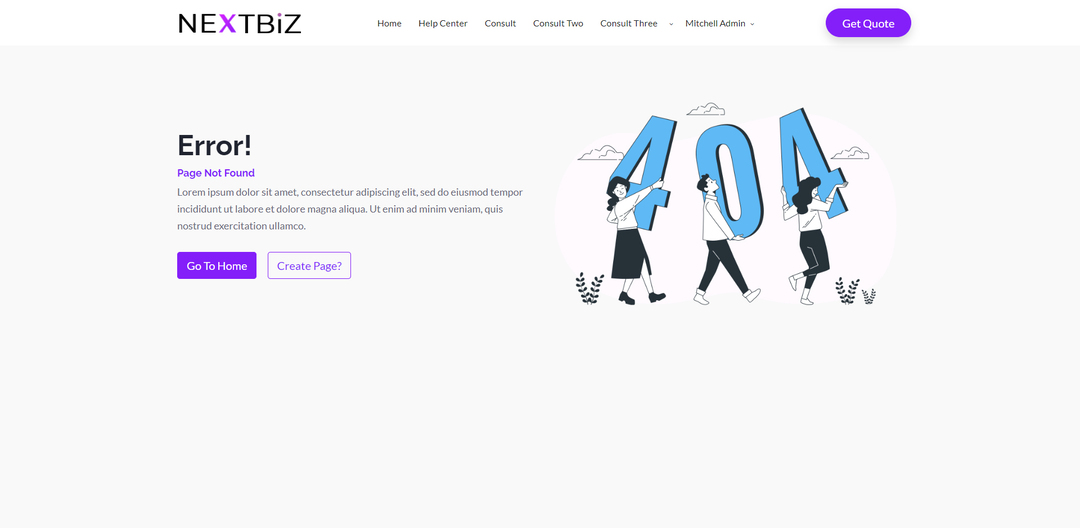 NEXTBiZ
Home
Help Center
Consult
Consult Two
Consult Three
Mitchell Admin
Get Quote
Error!
Page Not Found
Lorem ipsum dolor sit amet, consectetur adipiscing elit, sed do eiusmod tempor
incididunt ut labore et dolore magna aliqua. Ut enim ad minim veniam, quis
nostrud exercitation ullamco.
Go To Home
Create Page?
404